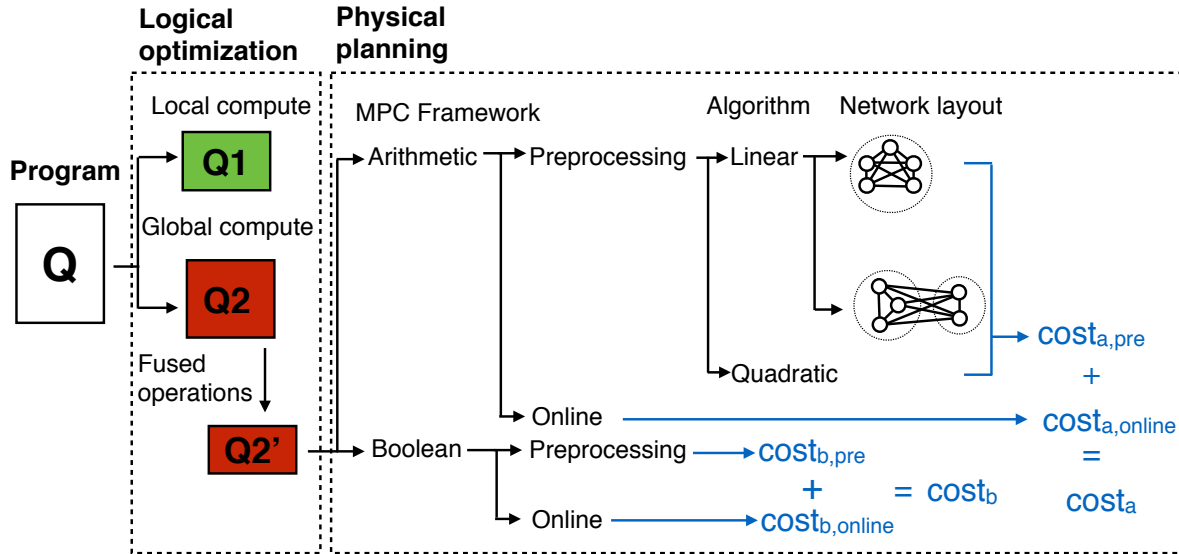 Logical
optimization
Physical
planning
Local compute
MPC Framework
Algorithm
Network layout
Q1
Arithmetic
Preprocessing
Linear
Program
Global compute
Q
Q2
cost_a,pre
Fused
operations
Quadratic
+
Online
cost_a,online
Q2’
Boolean
Preprocessing
cost_b,pre
=
+
= cost_b
cost_a
Online
cost_b,online